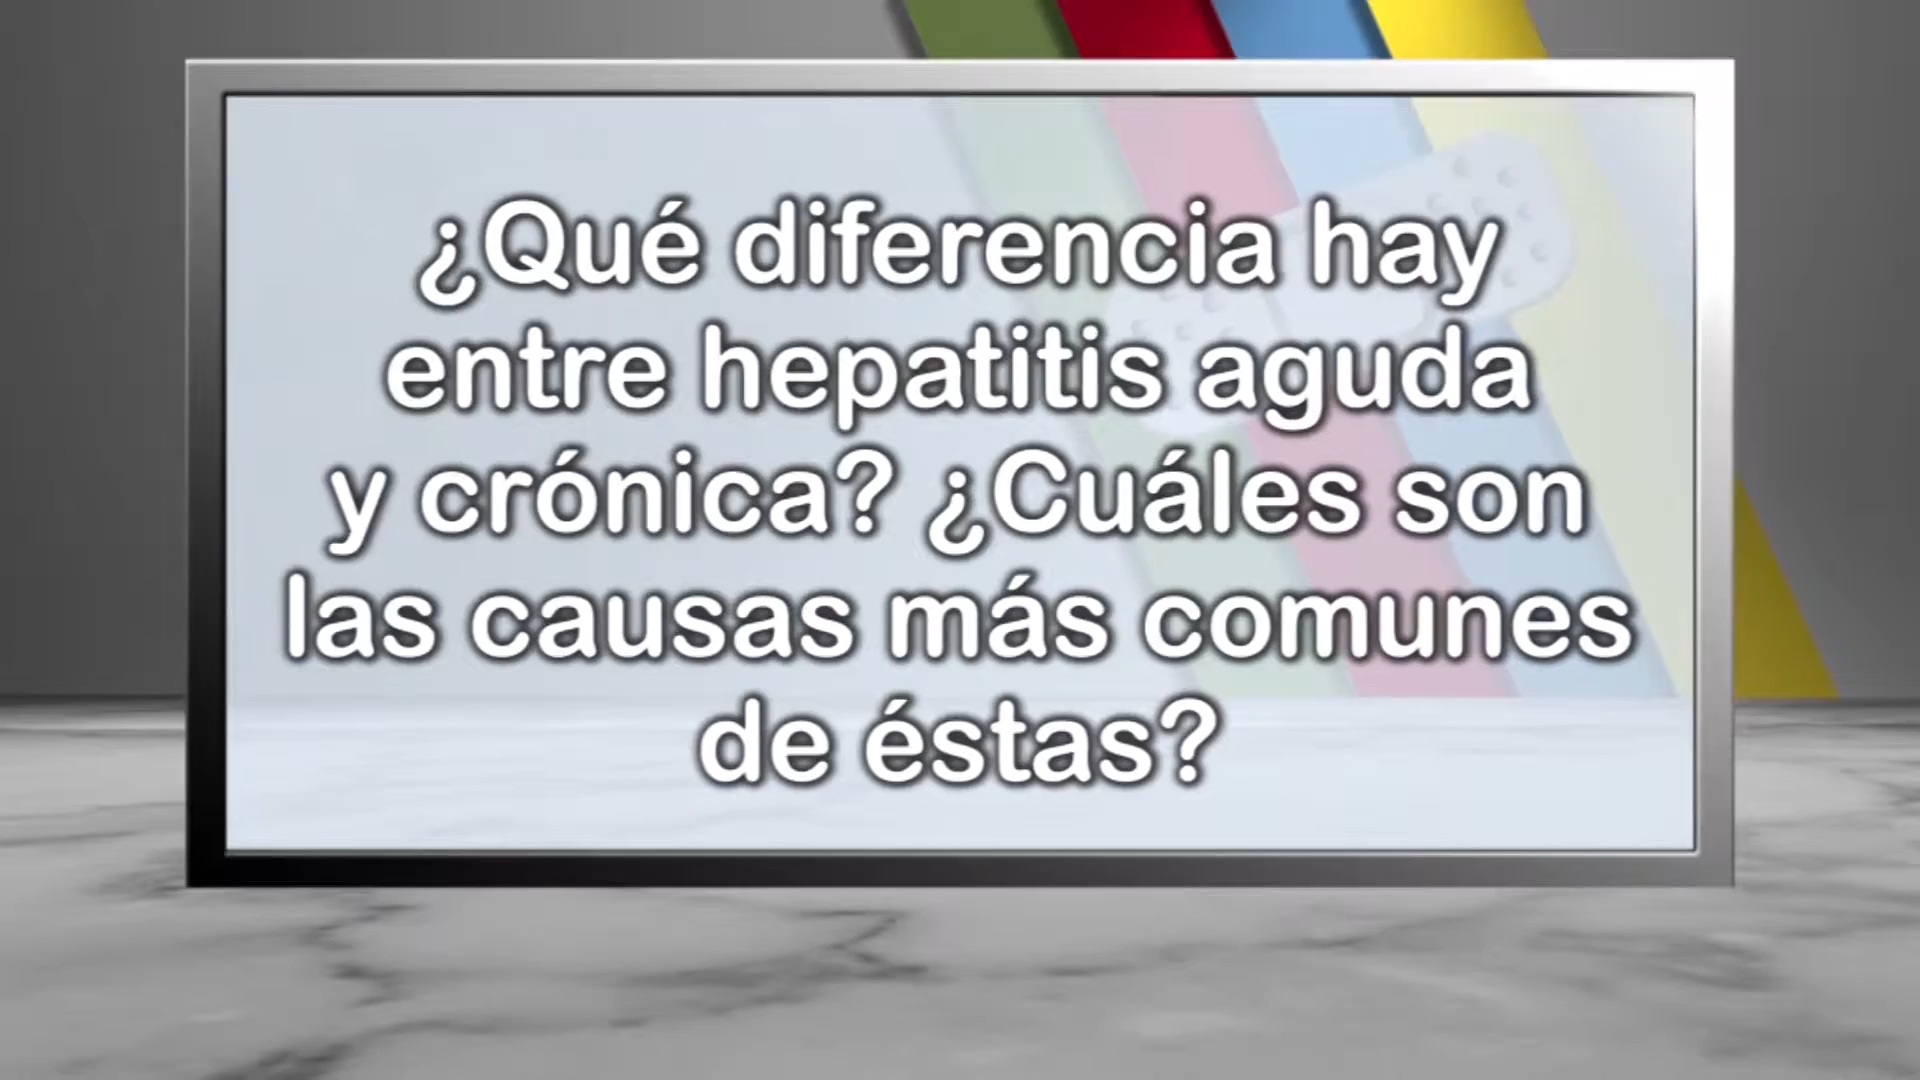 ¿Qué diferencia hay
entre hepatitis aguda
y crónica? ¿Cuáles son
las causas más comunes
de éstas?